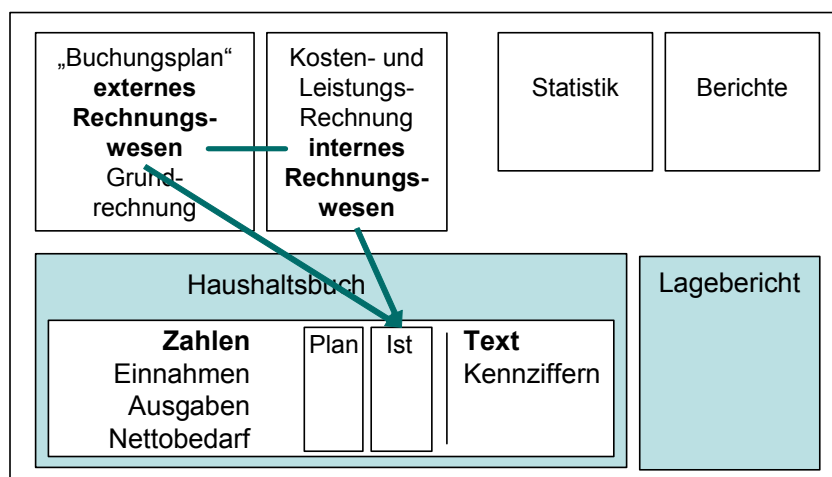 „Buchungsplan“
externes
Rechnungs-
wesen
Grund-
rechnung
Kosten- und
Leistungs-
Rechnung
internes
Rechnungs-
wesen
Statistik
Berichte
Haushaltsbuch
Zahlen
Einnahmen
Ausgaben
Nettobedarf
Plan
Ist
Text
Kennziffern
Lagebericht